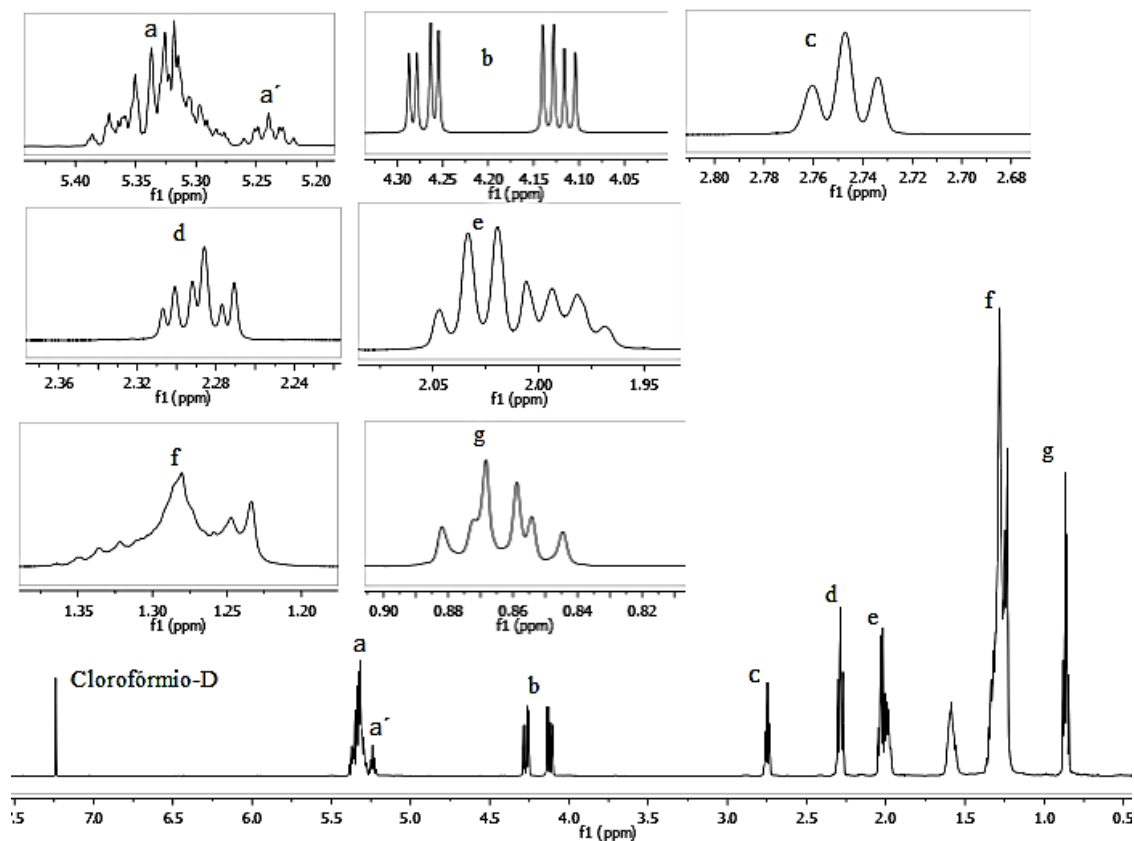 a
a´
5.40 5.35 5.30 5.25 5.20
f1 (ppm)
b
4.30 4.25 4.20 4.15 4.10 4.05
f1 (ppm)
c
2.80 2.78 2.76 2.74 2.72 2.70 2.68
f1 (ppm)
d
2.36 2.32 2.28 2.24
f1 (ppm)
e
2.05 2.00 1.95
f1 (ppm)
f
1.35 1.30 1.25 1.20
f1 (ppm)
g
0.90 0.88 0.86 0.84 0.82
f1 (ppm)
Clorofórmio-D
a
a´
b
c
d
e
f
g
7.0 6.5 6.0 5.5 5.0 4.5 4.0 3.5 3.0 2.5 2.0 1.5 1.0 0.5
f1 (ppm)